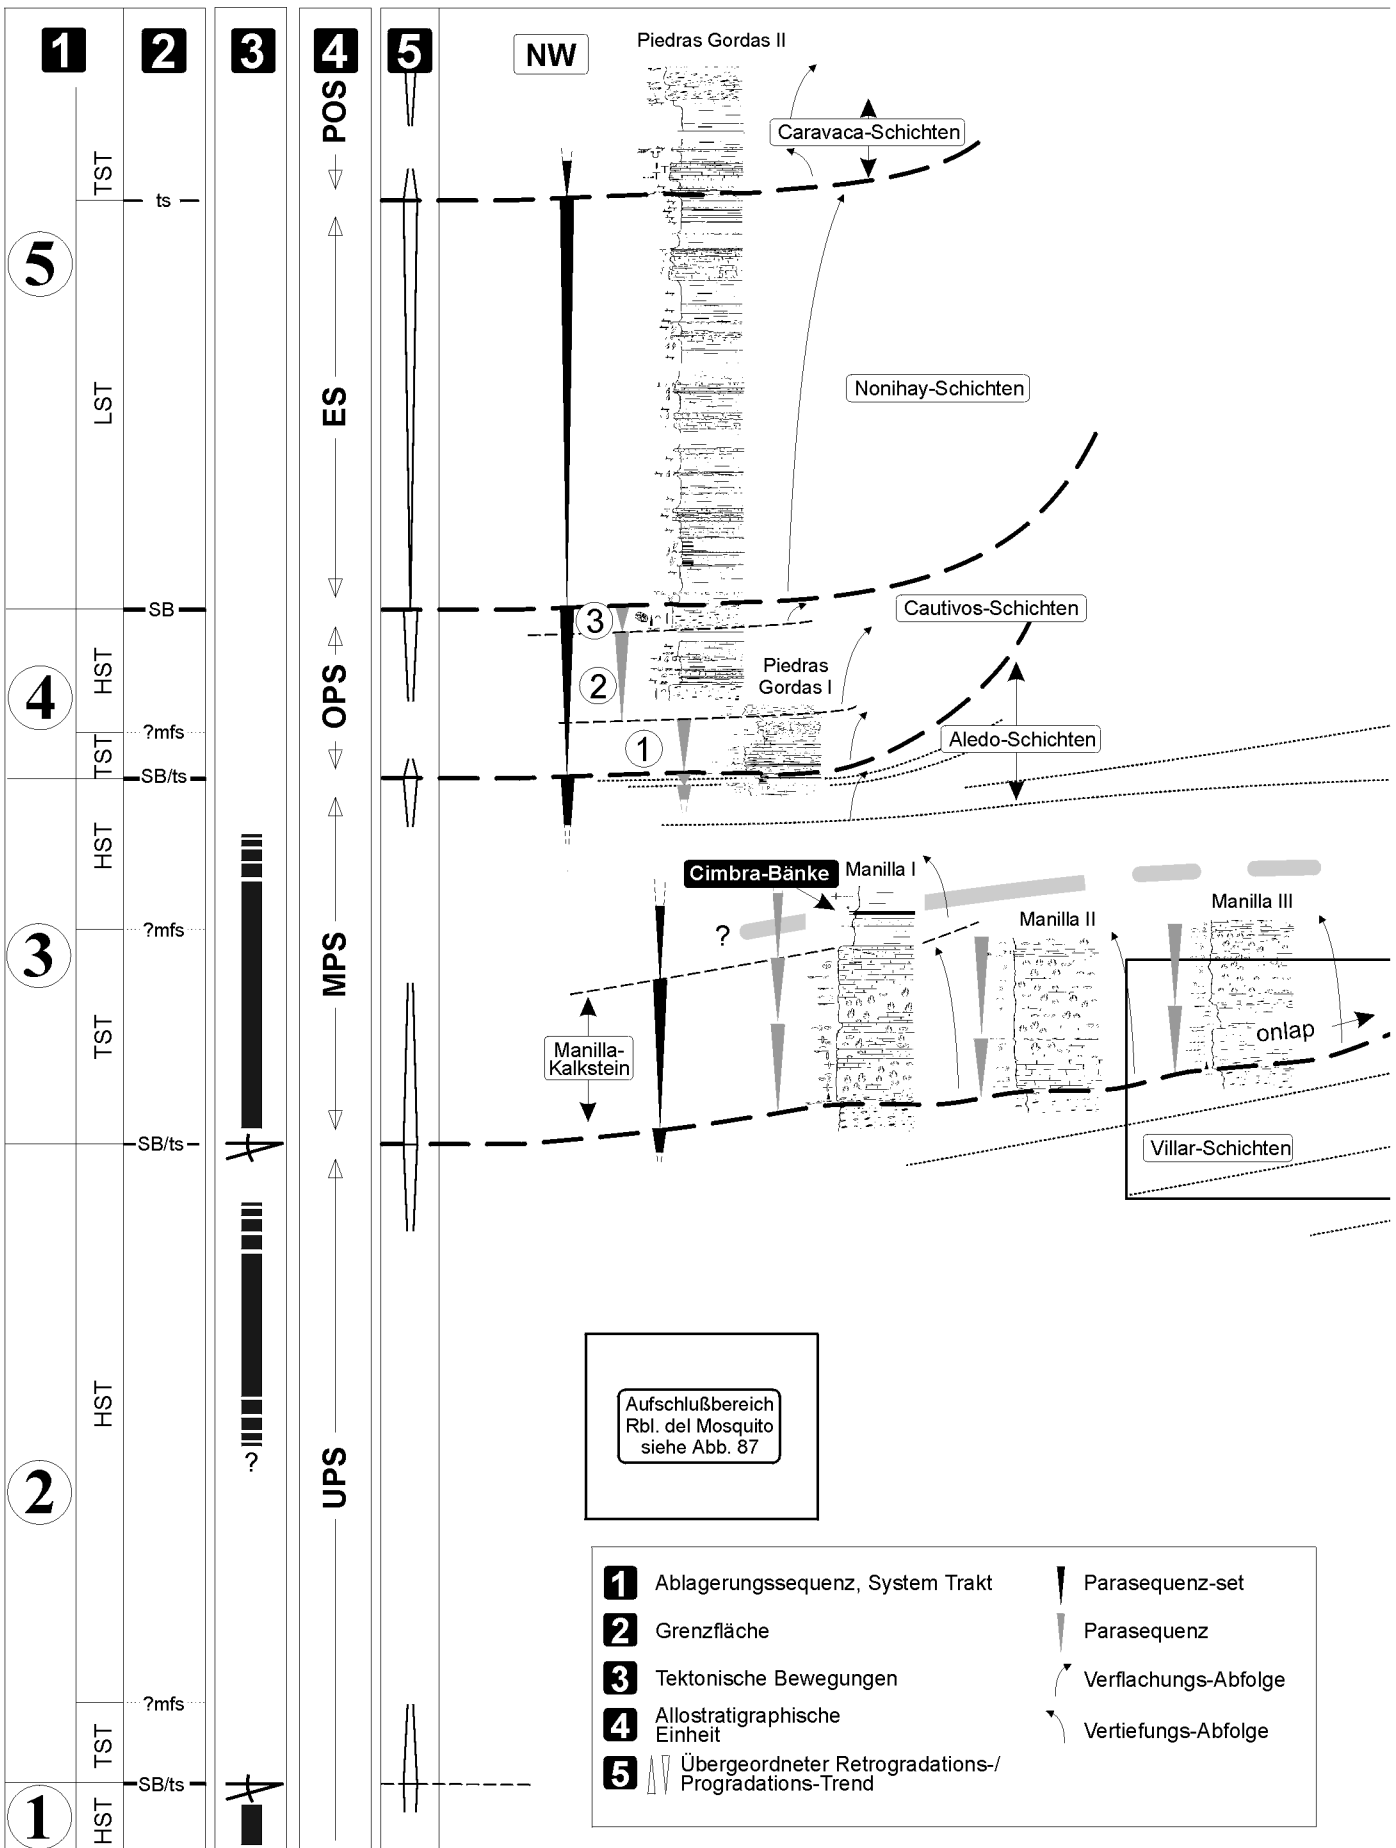 1
2
3
4
5
NW
Piedras Gordas II
POS
TST
Caravaca-Schichten
ts
5
LST
ES
Nonihay-Schichten
SB
3
Cautivos-Schichten
4
HST
OPS
2
Piedras
Gordas I
?mfs
TST
1
Aledo-Schichten
SB/ts
HST
Cimbra-Bänke
Manilla I
Manilla II
Manilla III
?mfs
?
3
MPS
TST
onlap
Manilla-
Kalkstein
SB/ts
Villar-Schichten
HST
Aufschlußbereich
Rbl. del Mosquito
siehe Abb. 87
?
2
UPS
?mfs
TST
SB/ts
1
HST
1 Ablagerungssequenz, System Trakt
2 Grenzfläche
3 Tektonische Bewegungen
4 Allostratigraphische
Einheit
5 Übergeordneter Retrogradations-/
Progradations-Trend
Parasequenz-set
Parasequenz
Verflachungs-Abfolge
Vertiefungs-Abfolge